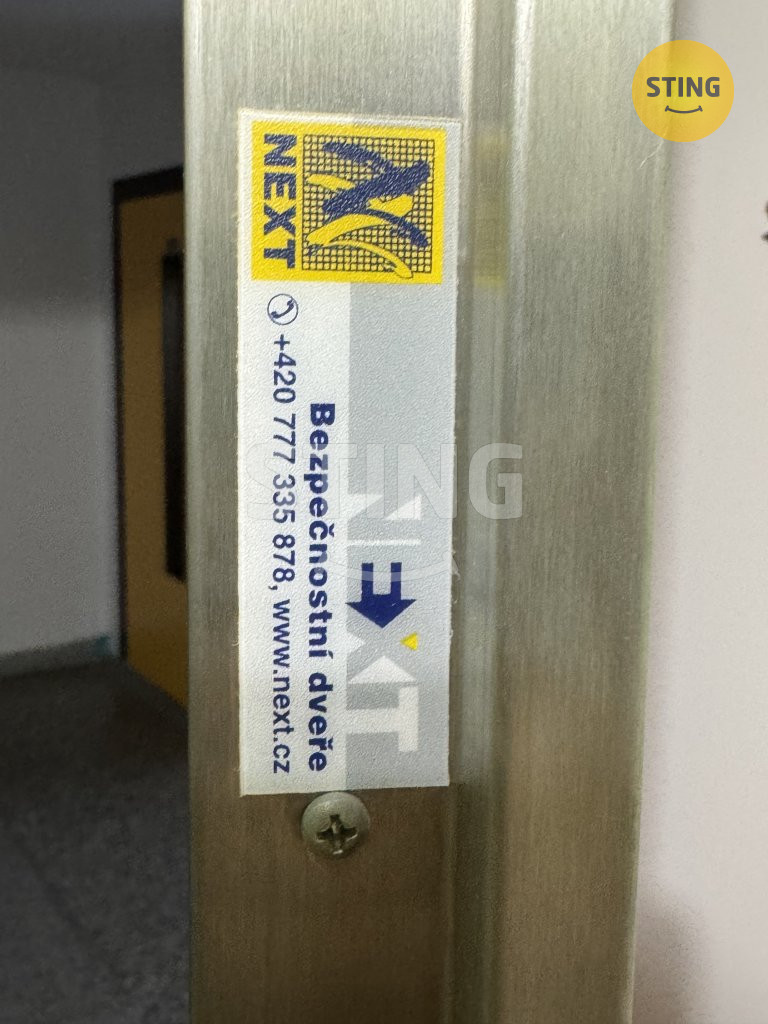 STING
NEXT
NEXT
Bezpečnostní dveře
+420 777 335 878, www.next.cz
STING